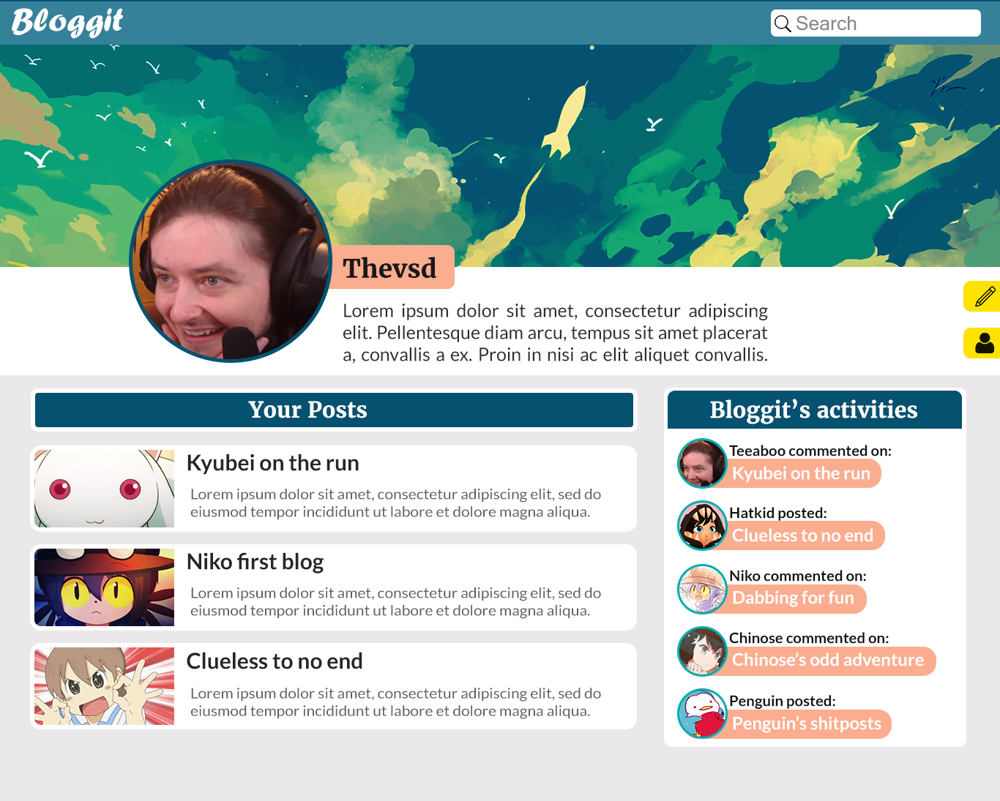 Bloggit
Search
Thevsd
Lorem ipsum dolor sit amet, consectetur adipiscing
elit. Pellentesque diam arcu, tempus sit amet placerat
a, convallis a ex. Proin in nisi ac elit aliquet convallis.
Your Posts
Kyubei on the run
Lorem ipsum dolor sit amet, consectetur adipiscing elit, sed do
eiusmod tempor incididunt ut labore et dolore magna aliqua.
Niko first blog
Lorem ipsum dolor sit amet, consectetur adipiscing elit, sed do
eiusmod tempor incididunt ut labore et dolore magna aliqua.
Clueless to no end
Lorem ipsum dolor sit amet, consectetur adipiscing elit, sed do
eiusmod tempor incididunt ut labore et dolore magna aliqua.
Bloggit’s activities
Teeaboo commented on:
Kyubei on the run
Hatkid posted:
Clueless to no end
Niko commented on:
Dabbing for fun
Chinose commented on:
Chinose’s odd adventure
Penguin posted:
Penguin’s shitposts